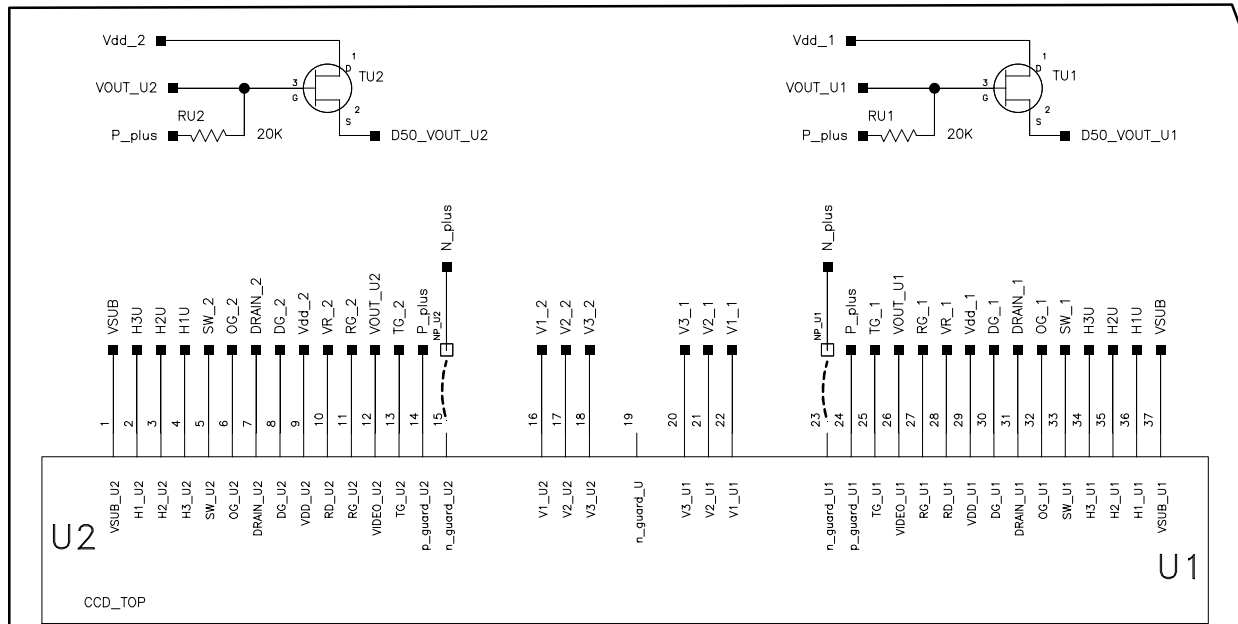 Vdd_2
1
D
TU2
VOUT_U2
3
G
2
S
RU2
P_plus
20K
D50_VOUT_U2
Vdd_1
1
D
TU1
VOUT_U1
3
G
2
S
RU1
P_plus
20K
D50_VOUT_U1
VSUB
H3U
H2U
H1U
SW_2
OG_2
DRAIN_2
DG_2
Vdd_2
VR_2
RG_2
VOUT_U2
TG_2
P_plus
NP_U2
N_plus
V1_2
V2_2
V3_2
V3_1
V2_1
V1_1
NP_U1
N_plus
P_plus
TG_1
VOUT_U1
RG_1
VR_1
Vdd_1
DG_1
DRAIN_1
OG_1
SW_1
H3U
H2U
H1U
VSUB
1
2
3
4
5
6
7
8
9
10
11
12
13
14
15
16
17
18
19
20
21
22
23
24
25
26
27
28
29
30
31
32
33
34
35
36
37
VSUB_U2
H1_U2
H2_U2
H3_U2
SW_U2
OG_U2
DRAIN_U2
DG_U2
VDD_U2
RD_U2
RG_U2
VIDEO_U2
TG_U2
p_guard_U2
n_guard_U2
V1_U2
V2_U2
V3_U2
n_guard_U
V3_U1
V2_U1
V1_U1
n_guard_U1
p_guard_U1
TG_U1
VIDEO_U1
RG_U1
RD_U1
VDD_U1
DG_U1
DRAIN_U1
OG_U1
SW_U1
H3_U1
H2_U1
H1_U1
VSUB_U1
U2
U1
CCD_TOP